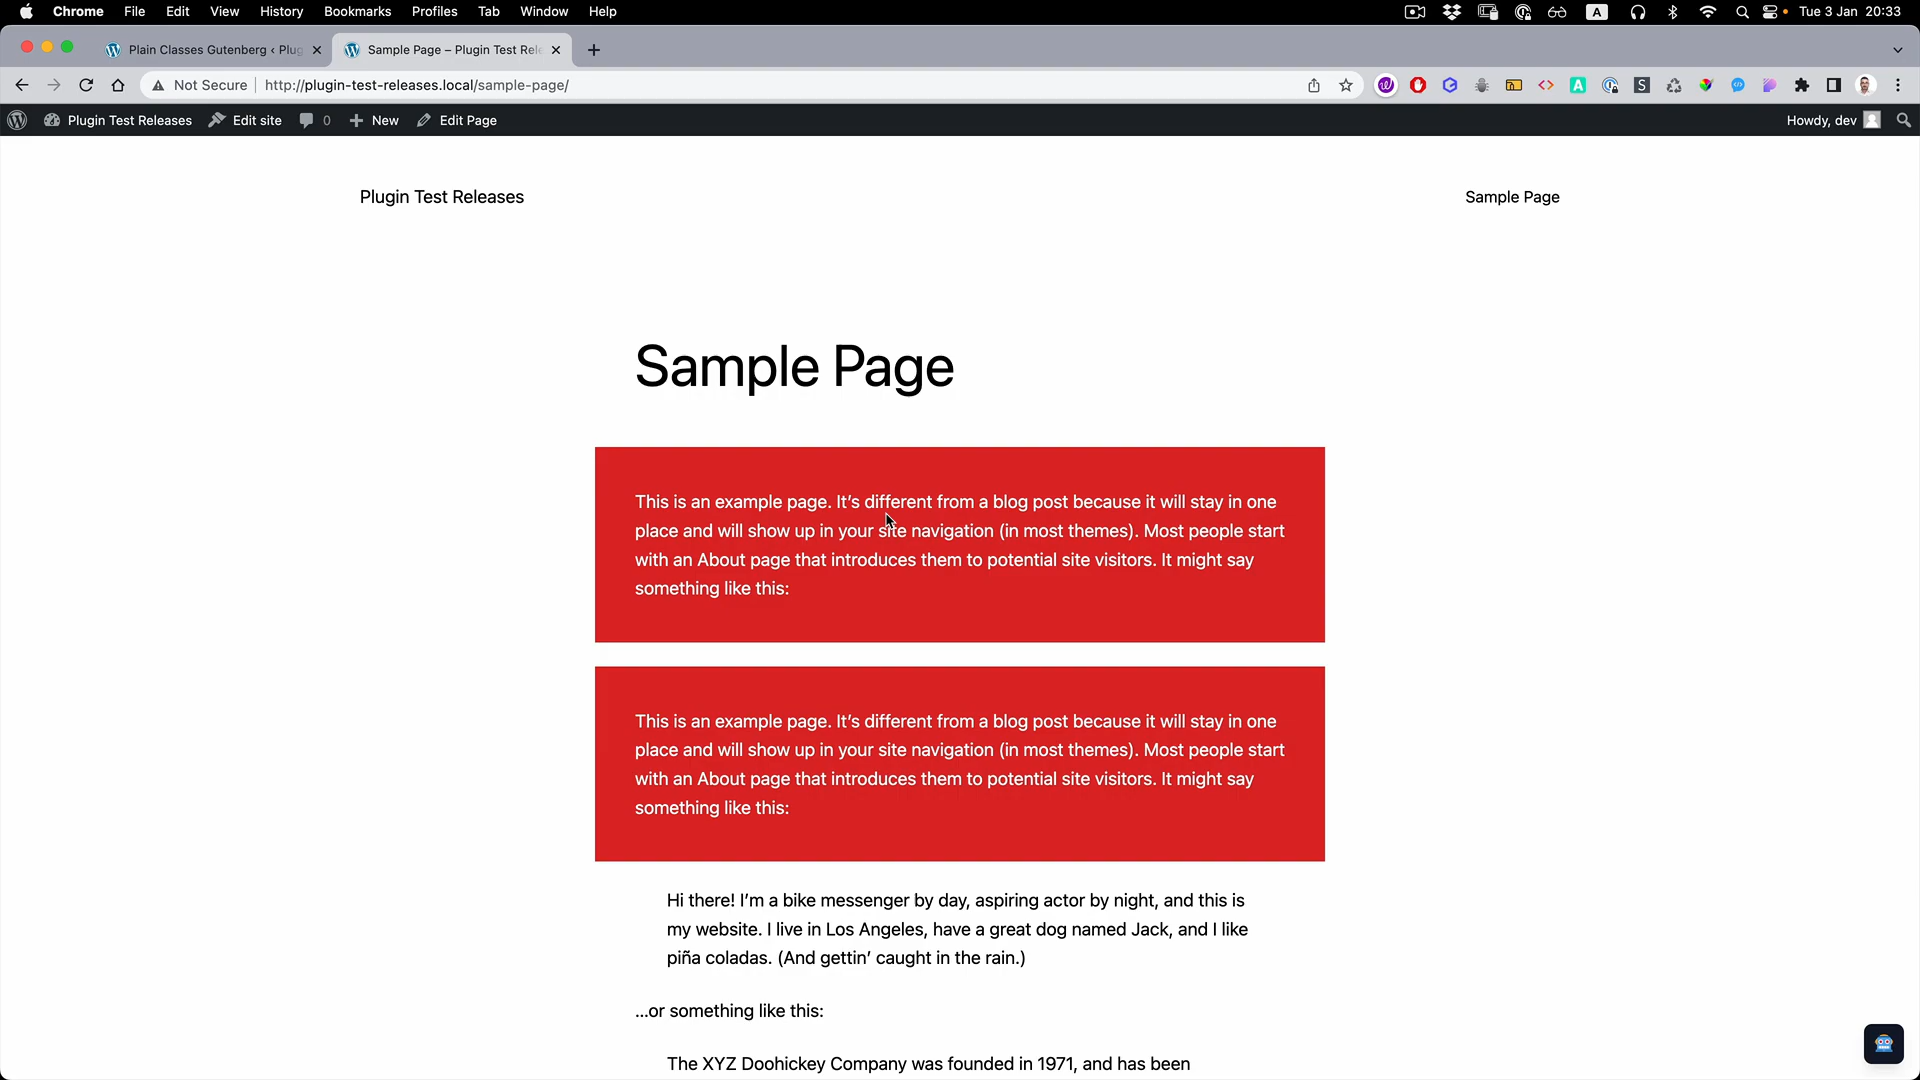 Chrome File Edit View History Bookmarks Profiles Tab Window Help A Tue 3 Jan 20:33
Plain Classes Gutenberg ‹ Plug Sample Page – Plugin Test Rele
Not Secure http://plugin-test-releases.local/sample-page/
Plugin Test Releases Edit site 0 New Edit Page Howdy, dev
Plugin Test Releases Sample Page
Sample Page
This is an example page. It’s different from a blog post because it will stay in one
place and will show up in your site navigation (in most themes). Most people start
with an About page that introduces them to potential site visitors. It might say
something like this:
This is an example page. It’s different from a blog post because it will stay in one
place and will show up in your site navigation (in most themes). Most people start
with an About page that introduces them to potential site visitors. It might say
something like this:
Hi there! I’m a bike messenger by day, aspiring actor by night, and this is
my website. I live in Los Angeles, have a great dog named Jack, and I like
piña coladas. (And gettin’ caught in the rain.)
…or something like this:
The XYZ Doohickey Company was founded in 1971, and has been